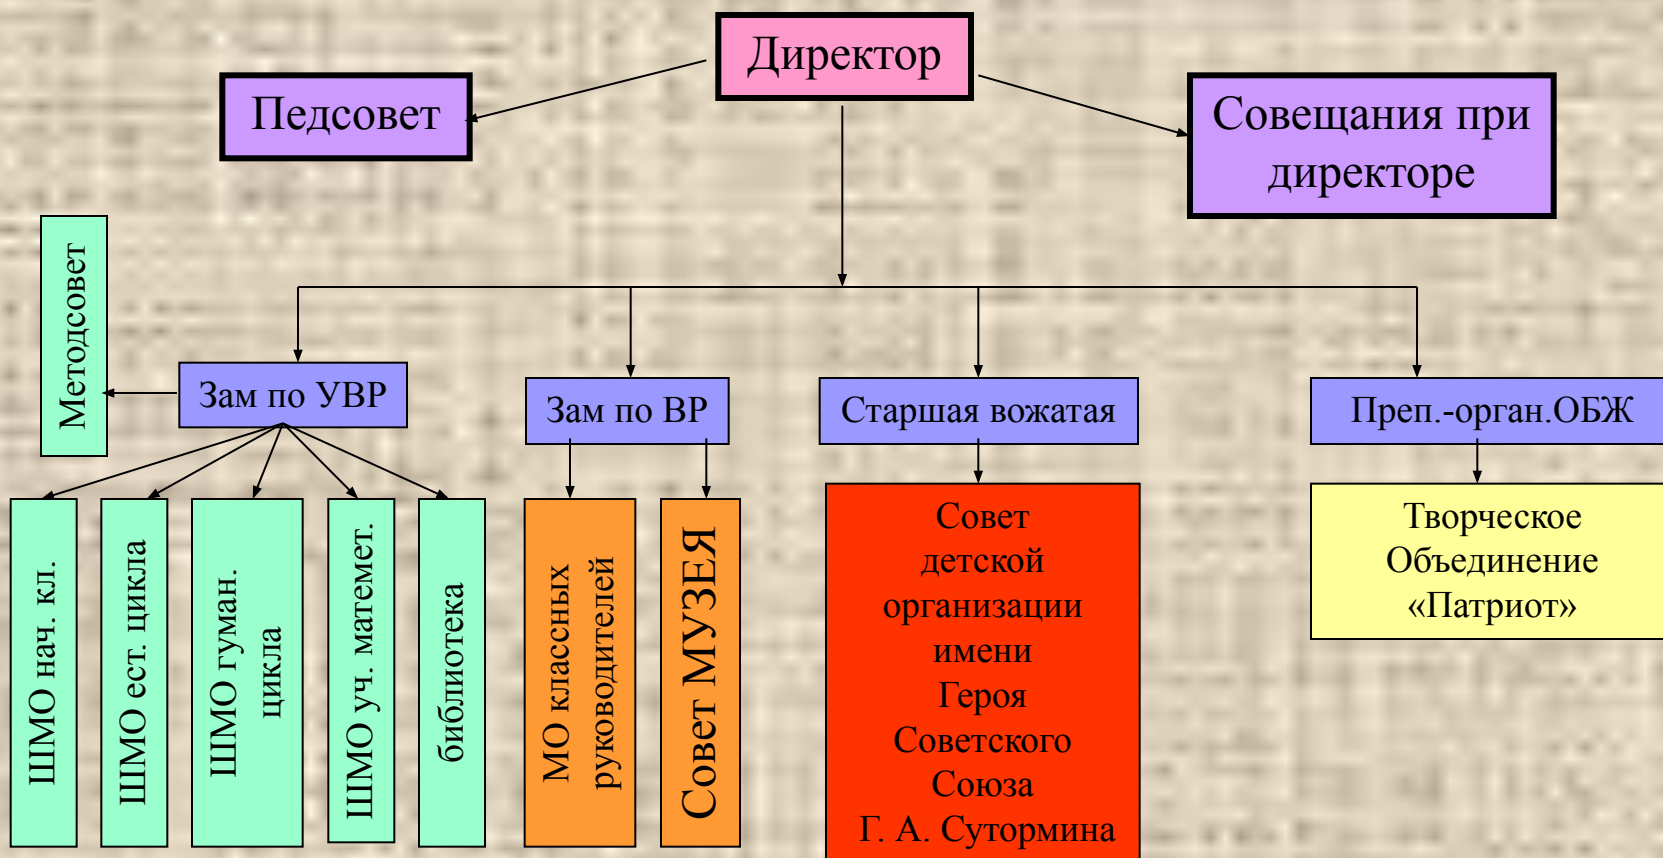 Директор
Педсовет
Совещания при
директоре
Методсовет
Зам по УВР
Зам по ВР
Старшая вожатая
Преп.-орган.ОБЖ
ШМО нач. кл.
ШМО ест. цикла
ШМО гуман.
цикла
ШМО уч. математ.
библиотека
МО классных
руководителей
Совет МУЗЕЯ
Совет
детской
организации
имени
Героя
Советского
Союза
Г. А. Сутормина
Творческое
Объединение
«Патриот»